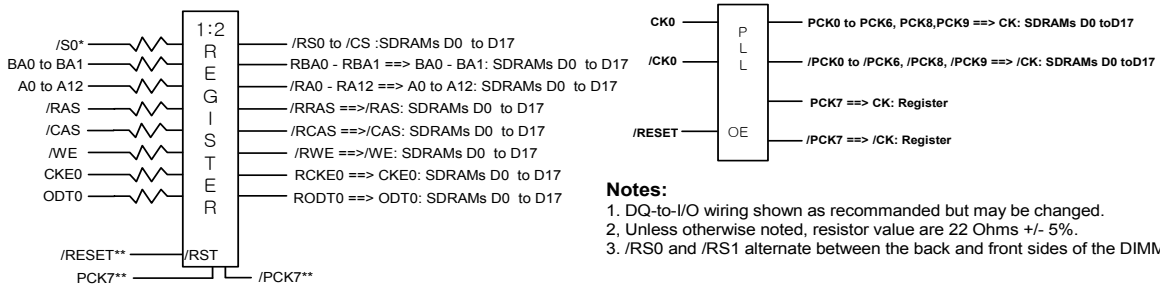 1:2
REGISTER
/S0*
/RS0 to /CS :SDRAMs D0 to D17
BA0 to BA1
RBA0 - RBA1 ==> BA0 - BA1: SDRAMs D0 to D17
A0 to A12
/RA0 - RA12 ==> A0 to A12: SDRAMs D0 to D17
/RAS
/RRAS ==>/RAS: SDRAMs D0 to D17
/CAS
/RCAS ==>/CAS: SDRAMs D0 to D17
/WE
/RWE ==>/WE: SDRAMs D0 to D17
CKE0
RCKE0 ==> CKE0: SDRAMs D0 to D17
ODT0
RODT0 ==> ODT0: SDRAMs D0 to D17
/RESET**
/RST
PCK7**
/PCK7**
CK0
PLL
PCK0 to PCK6, PCK8,PCK9 ==> CK: SDRAMs D0 toD17
/CK0
/PCK0 to /PCK6, /PCK8, /PCK9 ==> /CK: SDRAMs D0 toD17
PCK7 ==> CK: Register
/RESET
OE
/PCK7 ==> /CK: Register
Notes:
1. DQ-to-I/O wiring shown as recommanded but may be changed.
2, Unless otherwise noted, resistor value are 22 Ohms +/- 5%.
3. /RS0 and /RS1 alternate between the back and front sides of the DIMM